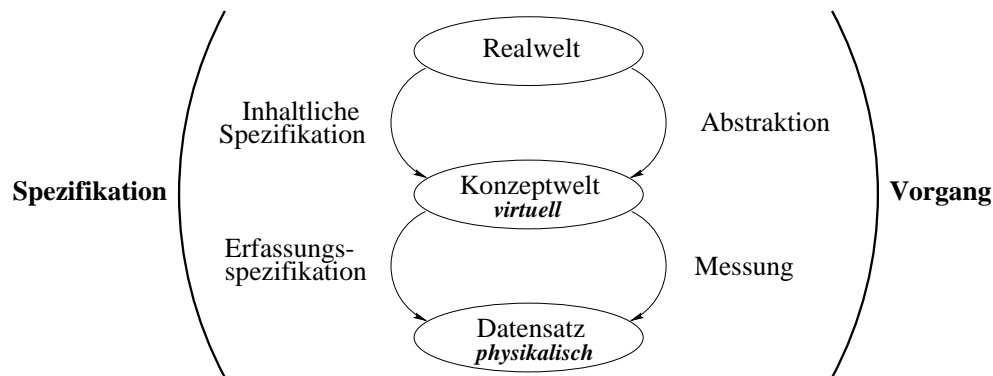 Realwelt
Inhaltliche
Spezifikation
Abstraktion
Spezifikation
Konzeptwelt
virtuell
Vorgang
Erfassungs-
spezifikation
Messung
Datensatz
physikalisch